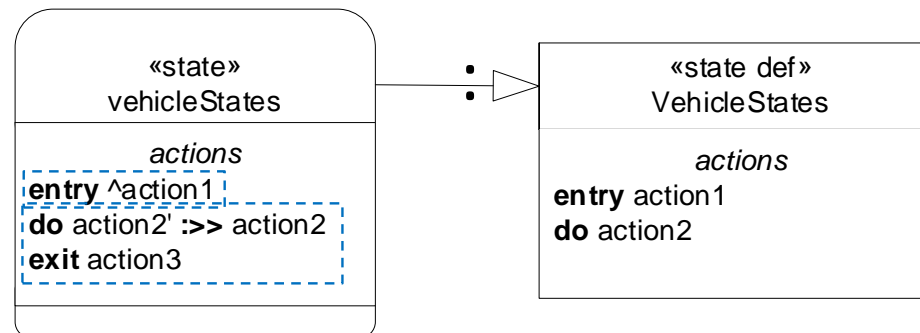 «state»
vehicleStates
actions
entry ^action1
do action2' :>> action2
exit action3
:
«state def»
VehicleStates
actions
entry action1
do action2